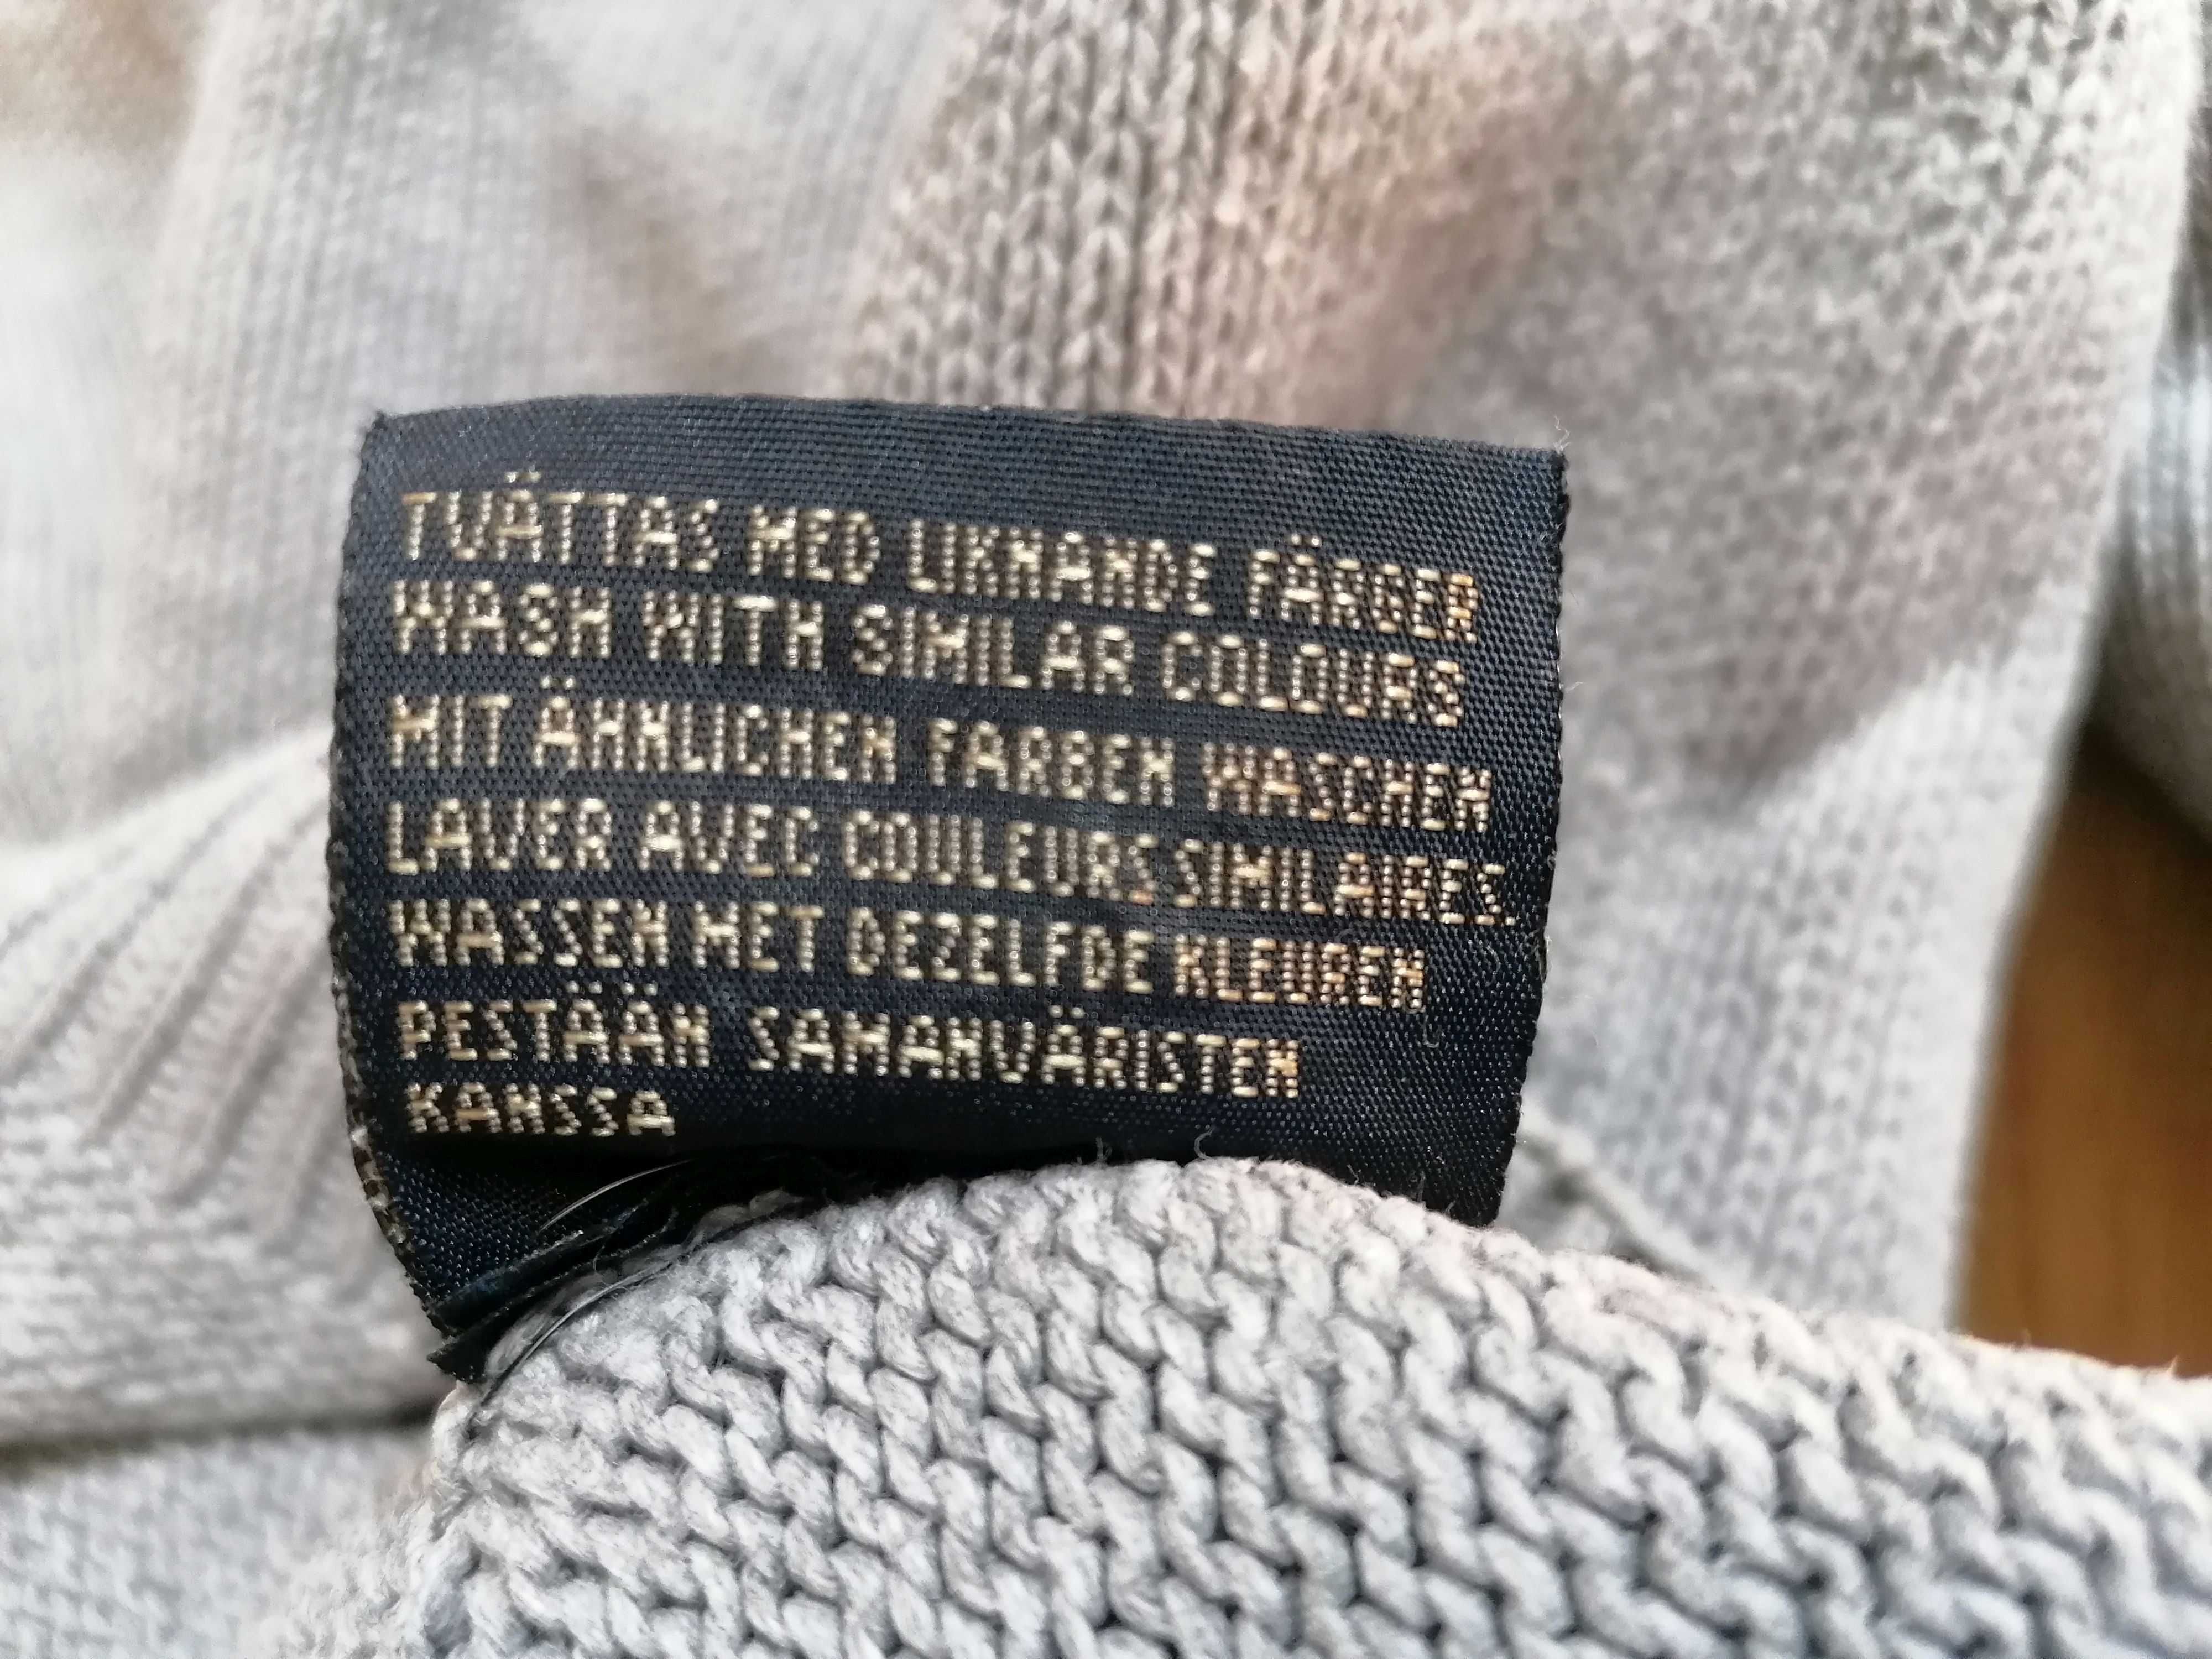 TVÄTTAS MED LIKNANDE FÄRGER
WASH WITH SIMILAR COLOURS
MIT ÄHNLICHEN FARBEN WASCHEN
LAVER AVEC COULEURS SIMILAIRES
WASSEN MET DEZELFDE KLEUREN
PESTÄÄN SAMANVÄRISTEN
KANSSA